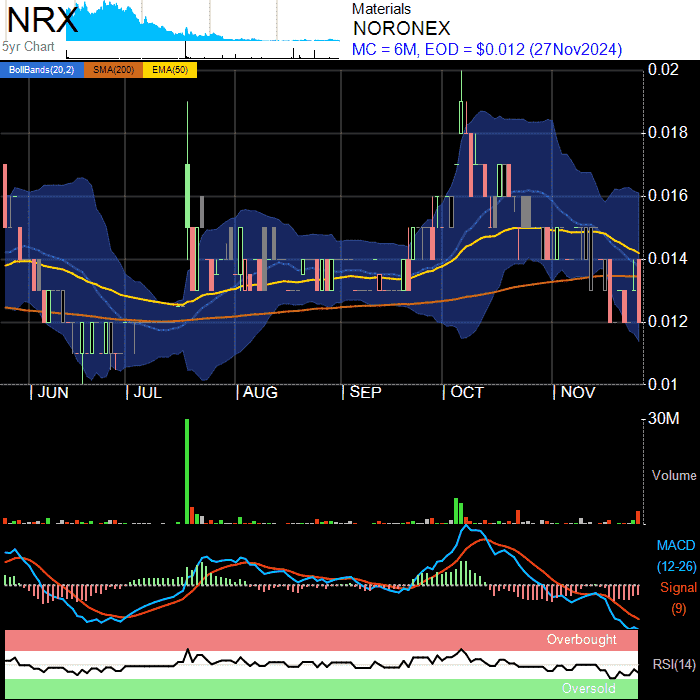 NRX
5yr Chart
Materials
NORONEX
MC = 6M, EOD = $0.012 (27Nov2024)
BollBands(20,2) SMA(200) EMA(50)
0.02
0.018
0.016
0.014
0.012
0.01
JUN JUL AUG SEP OCT NOV
30M
Volume
MACD
(12-26)
Signal
(9)
Overbought
RSI(14)
Oversold